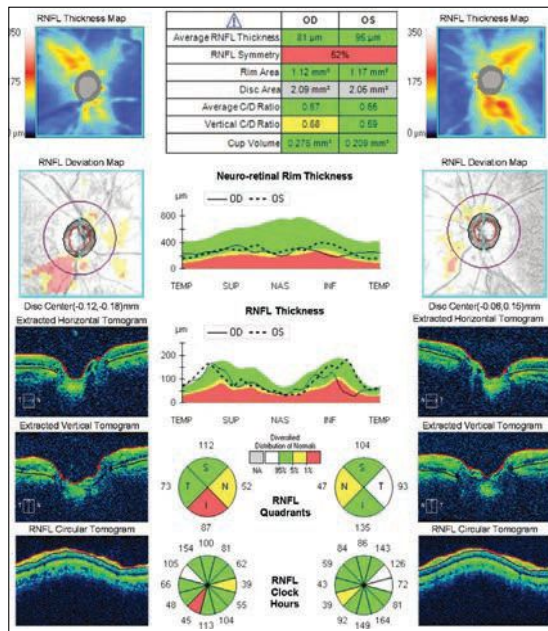 RNFL Thickness Map
OD OS
RNFL Thickness Map
350
175
0 µm
Average RNFL Thickness 81 µm 95 µm
RNFL Symmetry 62%
Rim Area 1.12 mm² 1.17 mm²
Disc Area 2.09 mm² 2.05 mm²
Average C/D Ratio 0.67 0.66
Vertical C/D Ratio 0.68 0.59
Cup Volume 0.276 mm³ 0.209 mm³
350
175
0 µm
RNFL Deviation Map
Neuro-retinal Rim Thickness
RNFL Deviation Map
µm
OD OS
800
400
0
TEMP SUP NAS INF TEMP
Disc Center(-0.12,-0.18)mm
Disc Center(-0.06,0.15)mm
Extracted Horizontal Tomogram
RNFL Thickness
Extracted Horizontal Tomogram
µm
OD OS
200
100
0
TEMP SUP NAS INF TEMP
Extracted Vertical Tomogram
Extracted Vertical Tomogram
Diversified
Distribution of Normals
NA 95% 5% 1%
112
S
73 T N 52
I
87
RNFL
Quadrants
104
S
47 N T 93
I
135
RNFL Circular Tomogram
RNFL Circular Tomogram
100
154 81
105 62
66 39
48 55
45 104
113
RNFL
Clock
Hours
86
84 143
59 126
43 72
39 81
92 164
149